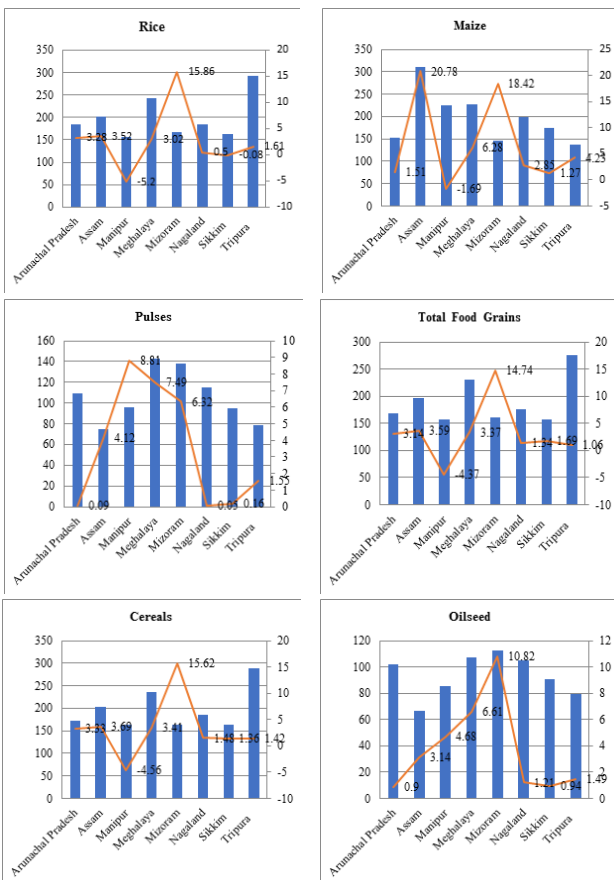 Rice
350
300
250
200
150
100
50
0
20
15
10
5
0
-5
-10
3.28
3.52
-5.2
3.02
15.86
0.5
-0.08
1.61
Arunachal Pradesh
Assam
Manipur
Meghalaya
Mizoram
Nagaland
Sikkim
Tripura
Maize
350
300
250
200
150
100
50
0
25
20
15
10
5
0
-5
1.51
20.78
-1.69
6.28
18.42
2.85
1.27
4.23
Arunachal Pradesh
Assam
Manipur
Meghalaya
Mizoram
Nagaland
Sikkim
Tripura
Pulses
160
140
120
100
80
60
40
20
0
10
9
8
7
6
5
4
3
2
1
0
0.09
4.12
8.81
7.49
6.32
0.05
0.16
1.55
Arunachal Pradesh
Assam
Manipur
Meghalaya
Mizoram
Nagaland
Sikkim
Tripura
Total Food Grains
300
250
200
150
100
50
0
20
15
10
5
0
-5
-10
3.14
3.59
-4.37
3.37
14.74
1.34
1.69
1.06
Arunachal Pradesh
Assam
Manipur
Meghalaya
Mizoram
Nagaland
Sikkim
Tripura
Cereals
350
300
250
200
150
100
50
0
20
15
10
5
0
-5
-10
3.33
3.69
-4.56
3.41
15.62
1.48
1.36
1.42
Arunachal Pradesh
Assam
Manipur
Meghalaya
Mizoram
Nagaland
Sikkim
Tripura
Oilseed
120
100
80
60
40
20
0
12
10
8
6
4
2
0
0.9
3.14
4.68
6.61
10.82
1.21
0.94
1.49
Arunachal Pradesh
Assam
Manipur
Meghalaya
Mizoram
Nagaland
Sikkim
Tripura